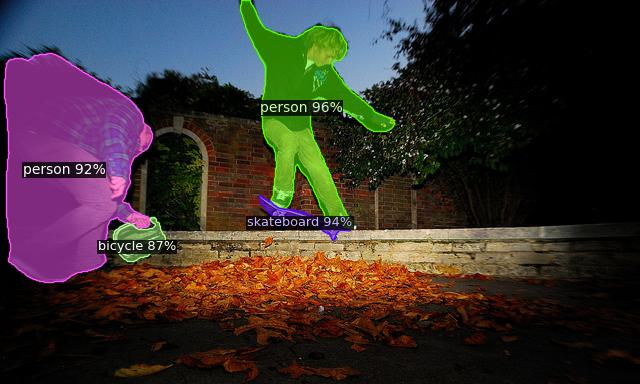 person 96%
person 92%
skateboard 94%
bicycle 87%